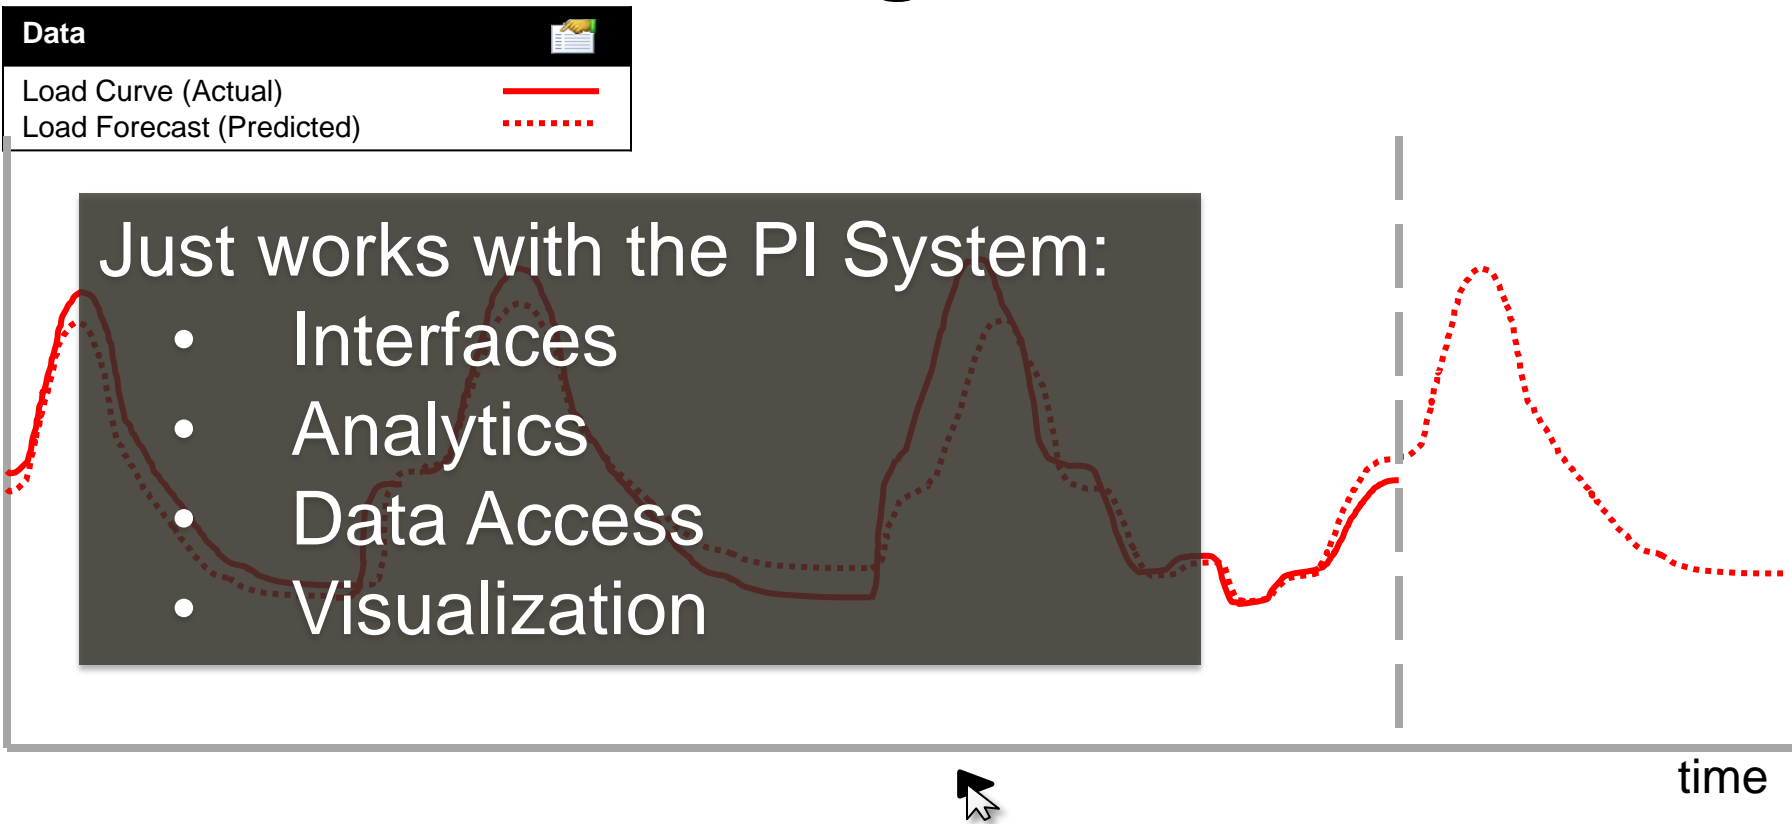 Data
Load Curve (Actual)
Load Forecast (Predicted)
Just works with the PI System:
• Interfaces
• Analytics
• Data Access
• Visualization
time